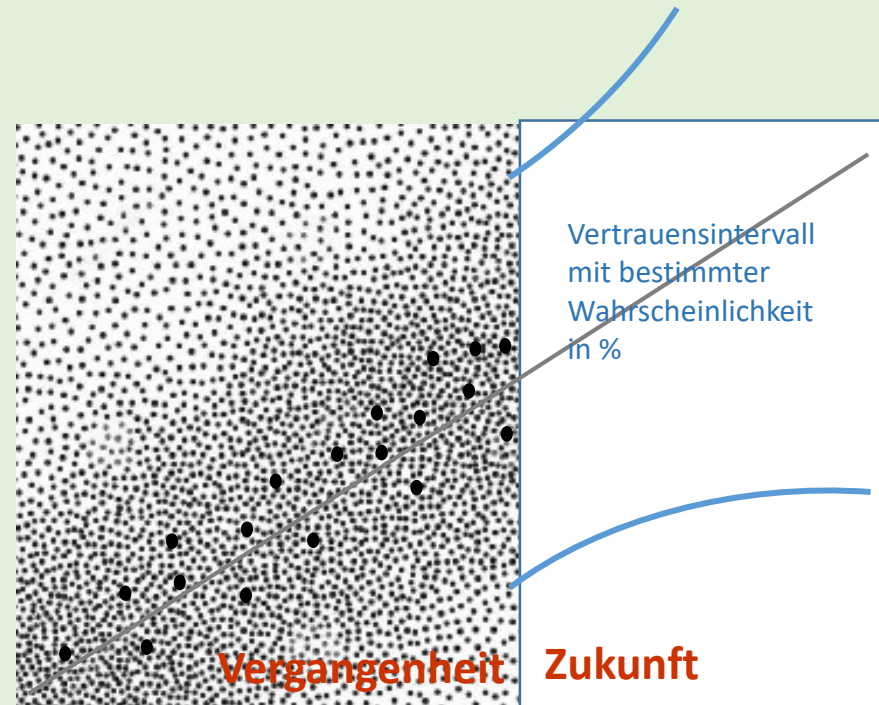 Vertrauensintervall
mit bestimmter
Wahrscheinlichkeit
in %
Vergangenheit
Zukunft